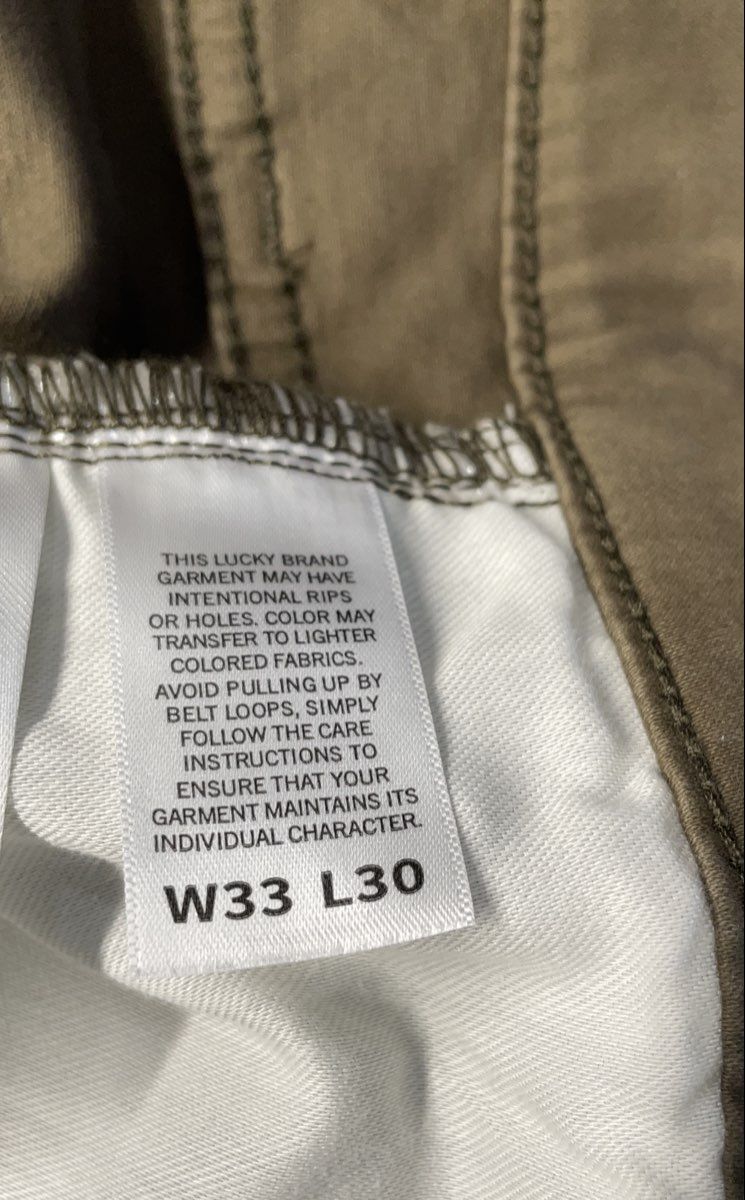 THIS LUCKY BRAND
GARMENT MAY HAVE
INTENTIONAL RIPS
OR HOLES. COLOR MAY
TRANSFER TO LIGHTER
COLORED FABRICS.
AVOID PULLING UP BY
BELT LOOPS, SIMPLY
FOLLOW THE CARE
INSTRUCTIONS TO
ENSURE THAT YOUR
GARMENT MAINTAINS ITS
INDIVIDUAL CHARACTER.
W33 L30